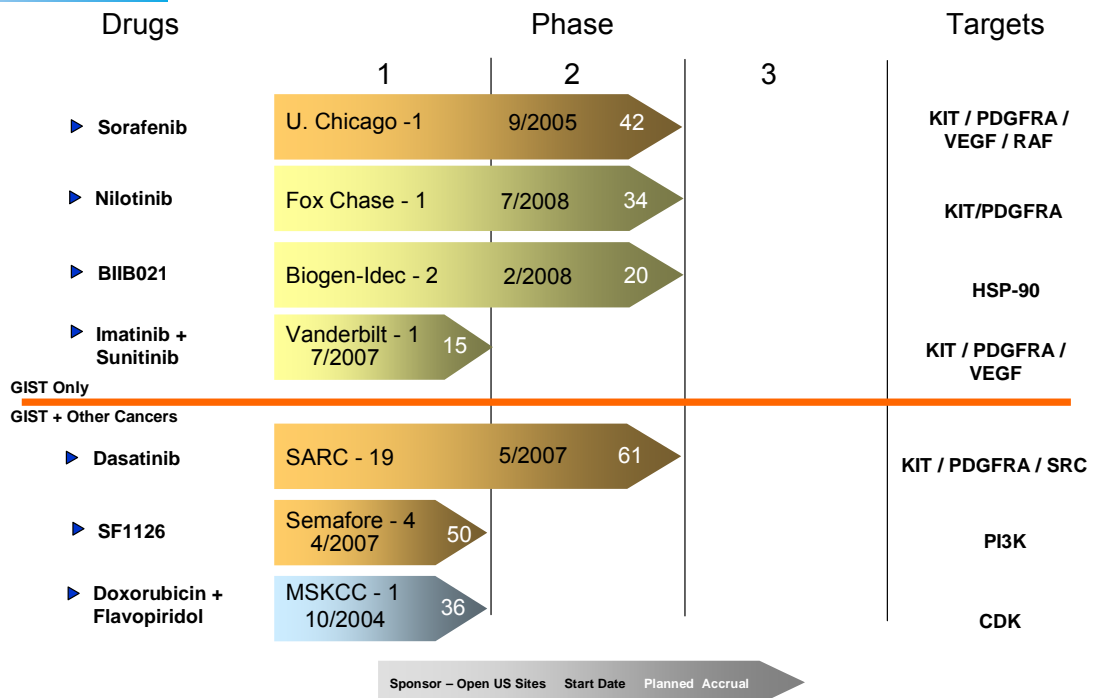 Drugs Phase Targets
1 2 3
Sorafenib U. Chicago -1 9/2005 42 KIT / PDGFRA /
VEGF / RAF
Nilotinib Fox Chase - 1 7/2008 34 KIT/PDGFRA
BIIB021 Biogen-Idec - 2 2/2008 20 HSP-90
Imatinib + Vanderbilt - 1 15 KIT / PDGFRA /
Sunitinib 7/2007 VEGF
GIST Only
GIST + Other Cancers
Dasatinib SARC - 19 5/2007 61 KIT / PDGFRA / SRC
SF1126 Semafore - 4 50 PI3K
4/2007
Doxorubicin + MSKCC - 1 36 CDK
Flavopiridol 10/2004
Sponsor – Open US Sites Start Date Planned Accrual